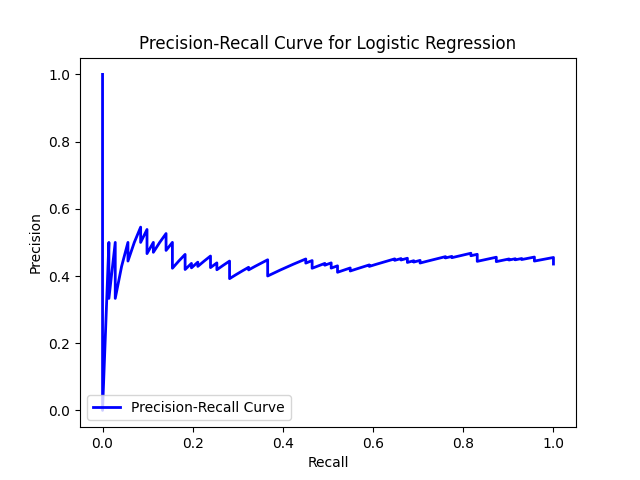 Precision-Recall Curve for Logistic Regression
1.0
0.8
0.6
0.4
0.2
0.0
Precision
Precision-Recall Curve
0.0 0.2 0.4 0.6 0.8 1.0
Recall